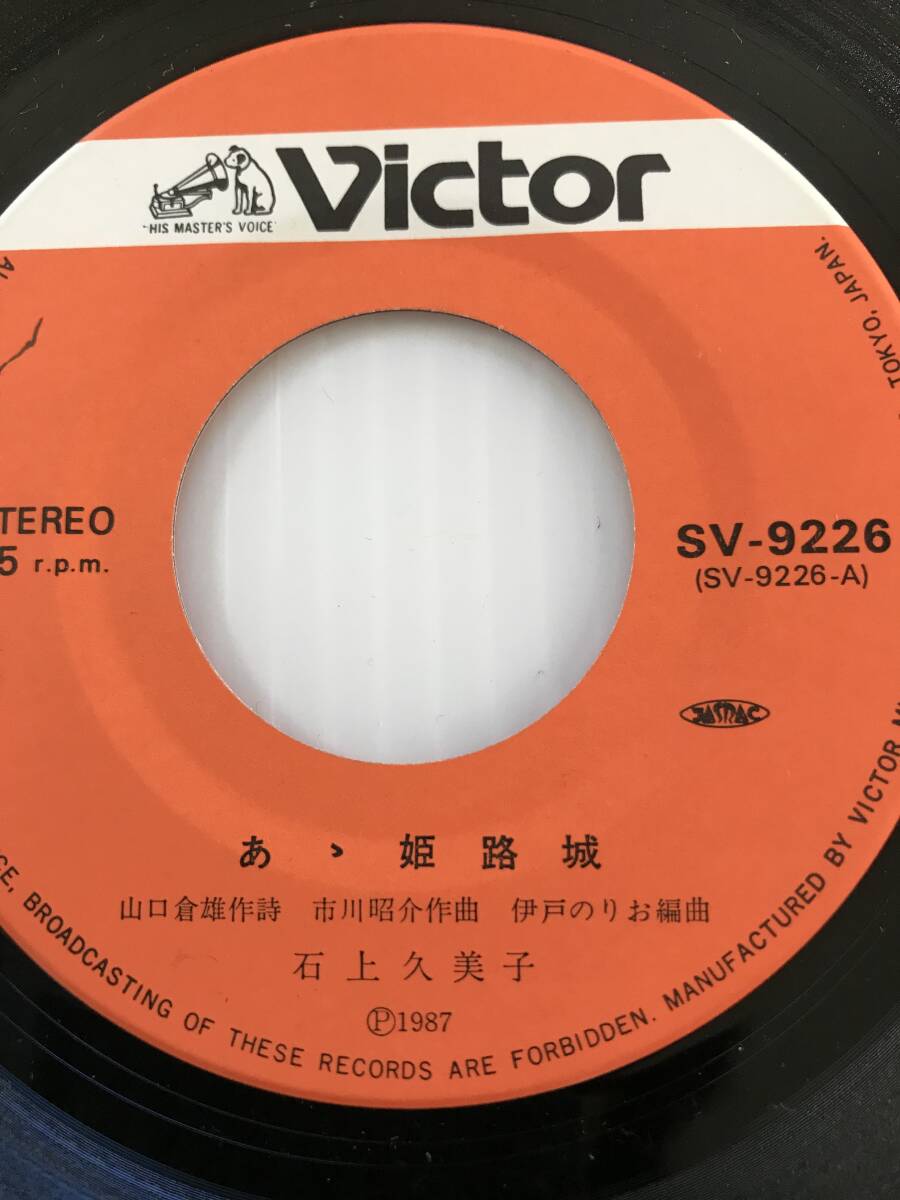 Victor
"HIS MASTER'S VOICE"
TEREO
5 r.p.m.
SV-9226
(SV-9226-A)
JASRAC
あゝ姫路城
山口倉雄作詩 市川昭介作曲 伊戸のりお編曲
石上久美子
Ⓟ1987
CE, BROADCASTING OF THESE RECORDS ARE FORBIDDEN. MANUFACTURED BY VICTOR
TOKYO, JAPAN.